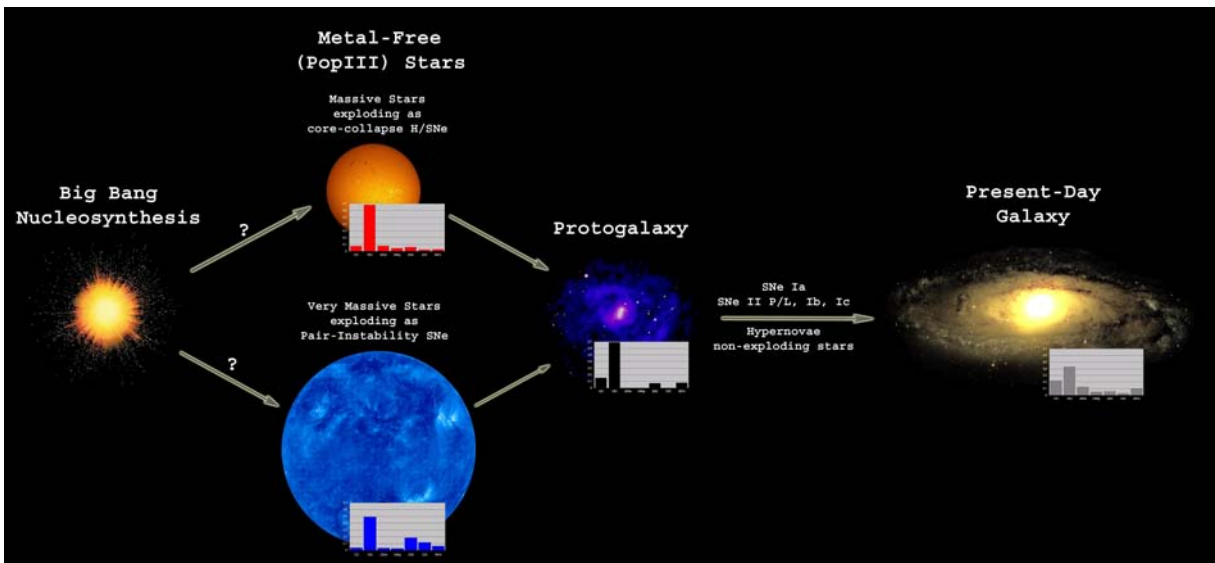 Metal-Free
(PopIII) Stars
Massive Stars
exploding as
core-collapse H/SNe
Big Bang
Nucleosynthesis
?
?
Very Massive Stars
exploding as
Pair-Instability SNe
Protogalaxy
SNe Ia
SNe II P/L, Ib, Ic
Hypernovae
non-exploding stars
Present-Day
Galaxy